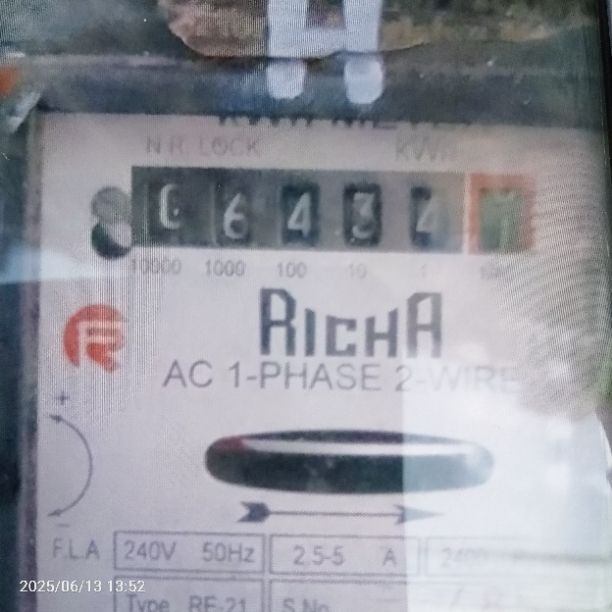 N.R. LOCK KWh
0 6 4 3 4
10000 1000 100 10 1
RICHA
AC 1-PHASE 2-WIRE
+
−
F.L.A 240V 50Hz 2.5-5 A
Type RF-21 S.No.
2025/06/13 13:52